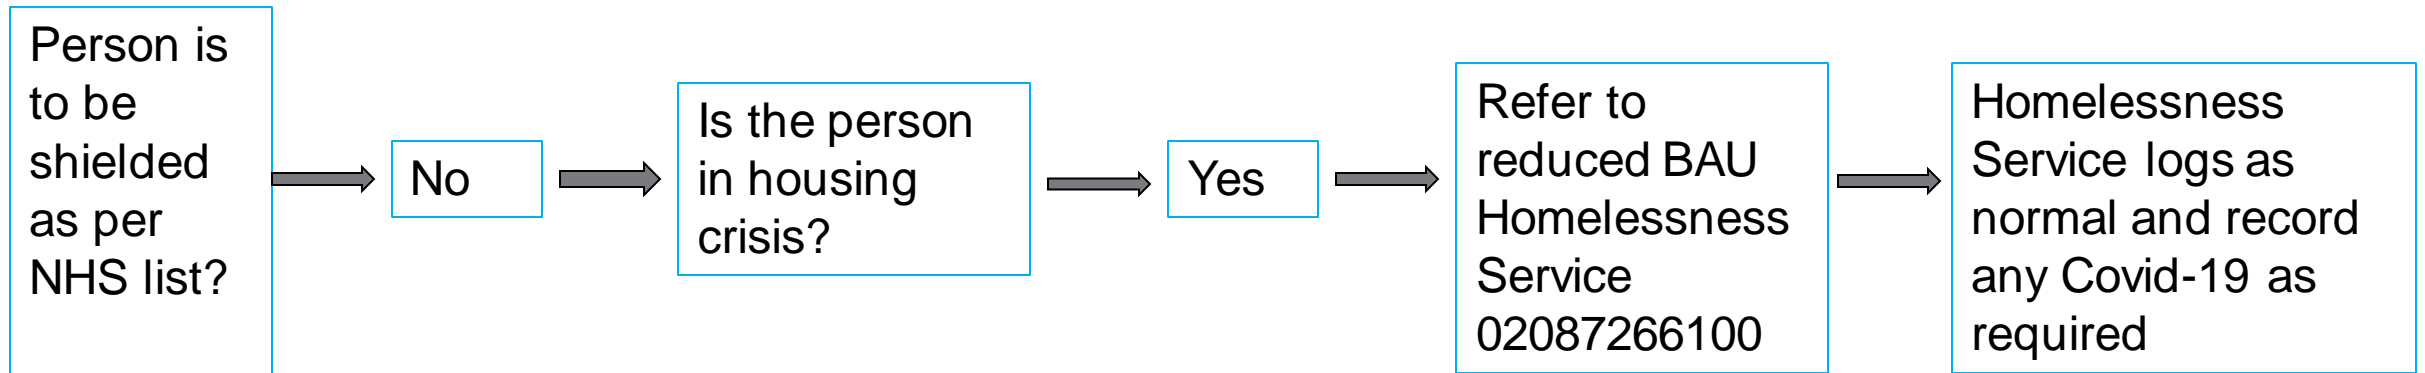 Person is
to be
shielded
as per
NHS list?
No
Is the person
in housing
crisis?
Yes
Refer to
reduced BAU
Homelessness
Service
02087266100
Homelessness
Service logs as
normal and record
any Covid-19 as
required